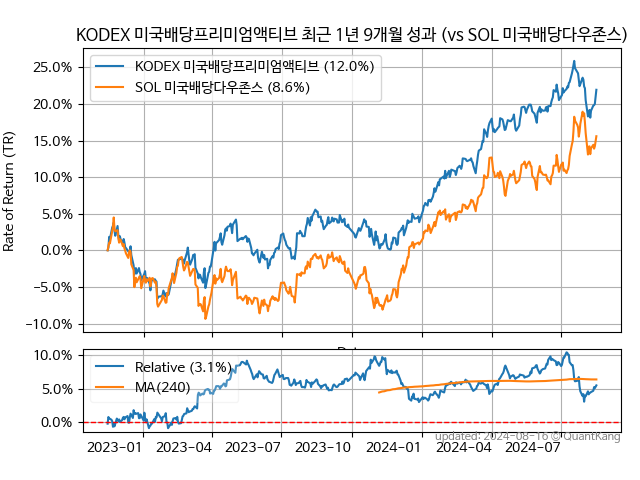 KODEX 미국배당프리미엄액티브 최근 1년 9개월 성과 (vs SOL 미국배당다우존스)
Rate of Return (TR)
25.0%
20.0%
15.0%
10.0%
5.0%
0.0%
−5.0%
−10.0%
KODEX 미국배당프리미엄액티브 (12.0%)
SOL 미국배당다우존스 (8.6%)
10.0%
5.0%
0.0%
Relative (3.1%)
MA(240)
2023-01 2023-04 2023-07 2023-10 2024-01 2024-04 2024-07
updated: 2024-08-16 © QuantKang